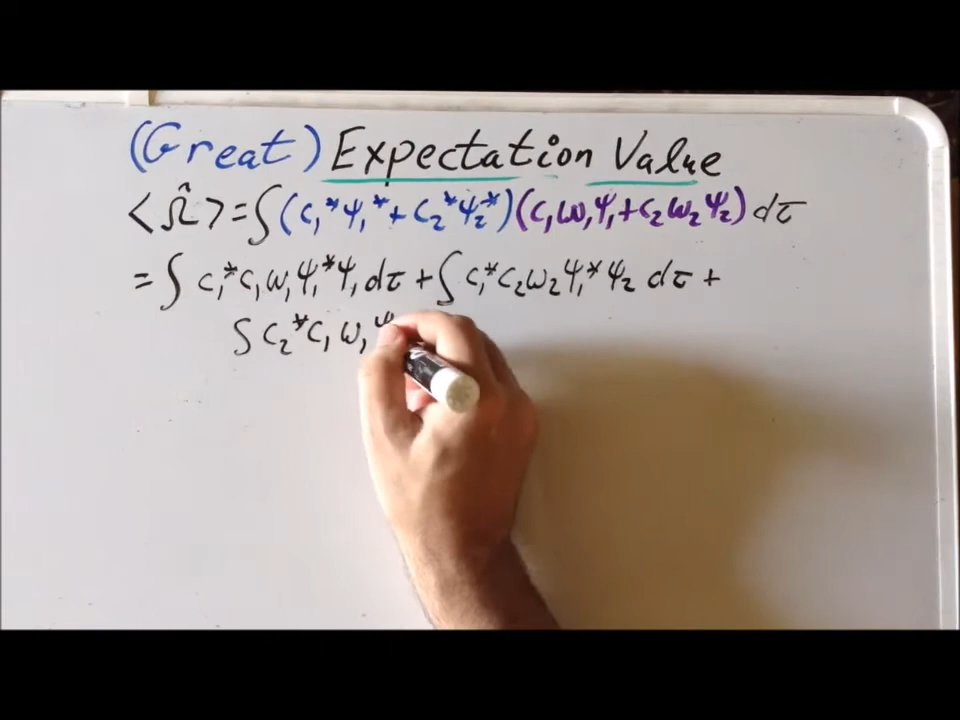 (Great) Expectation Value
<Ω̂> = ∫(c₁*ψ₁* + c₂*ψ₂*)(c₁ω₁ψ₁ + c₂ω₂ψ₂) dτ
= ∫ c₁*c₁ω₁ψ₁*ψ₁ dτ + ∫ c₁*c₂ω₂ψ₁*ψ₂ dτ +
∫ c₂*c₁ω₁ψ